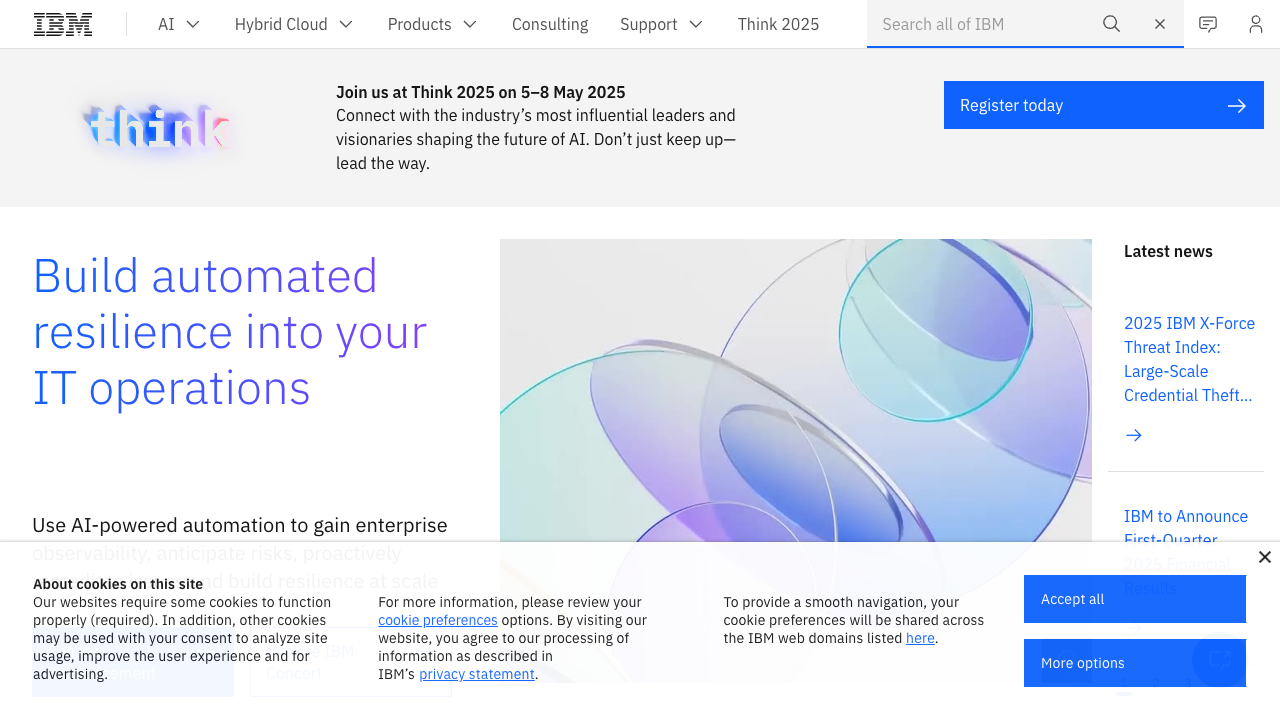 IBM
AI
Hybrid Cloud
Products
Consulting
Support
Think 2025
Search all of IBM
think
Join us at Think 2025 on 5–8 May 2025
Connect with the industry’s most influential leaders and
visionaries shaping the future of AI. Don’t just keep up—
lead the way.
Register today
Build automated
resilience into your
IT operations
Use AI-powered automation to gain enterprise
observability, anticipate risks, proactively
and build resilience at scale
Latest news
2025 IBM X-Force
Threat Index:
Large-Scale
Credential Theft...
IBM to Announce
First-Quarter
2025 Financial
Results
About cookies on this site
Our websites require some cookies to function
properly (required). In addition, other cookies
may be used with your consent to analyze site
usage, improve the user experience and for
advertising.
For more information, please review your
cookie preferences options. By visiting our
website, you agree to our processing of
information as described in
IBM’s privacy statement.
To provide a smooth navigation, your
cookie preferences will be shared across
the IBM web domains listed here.
Accept all
More options
1 2 3